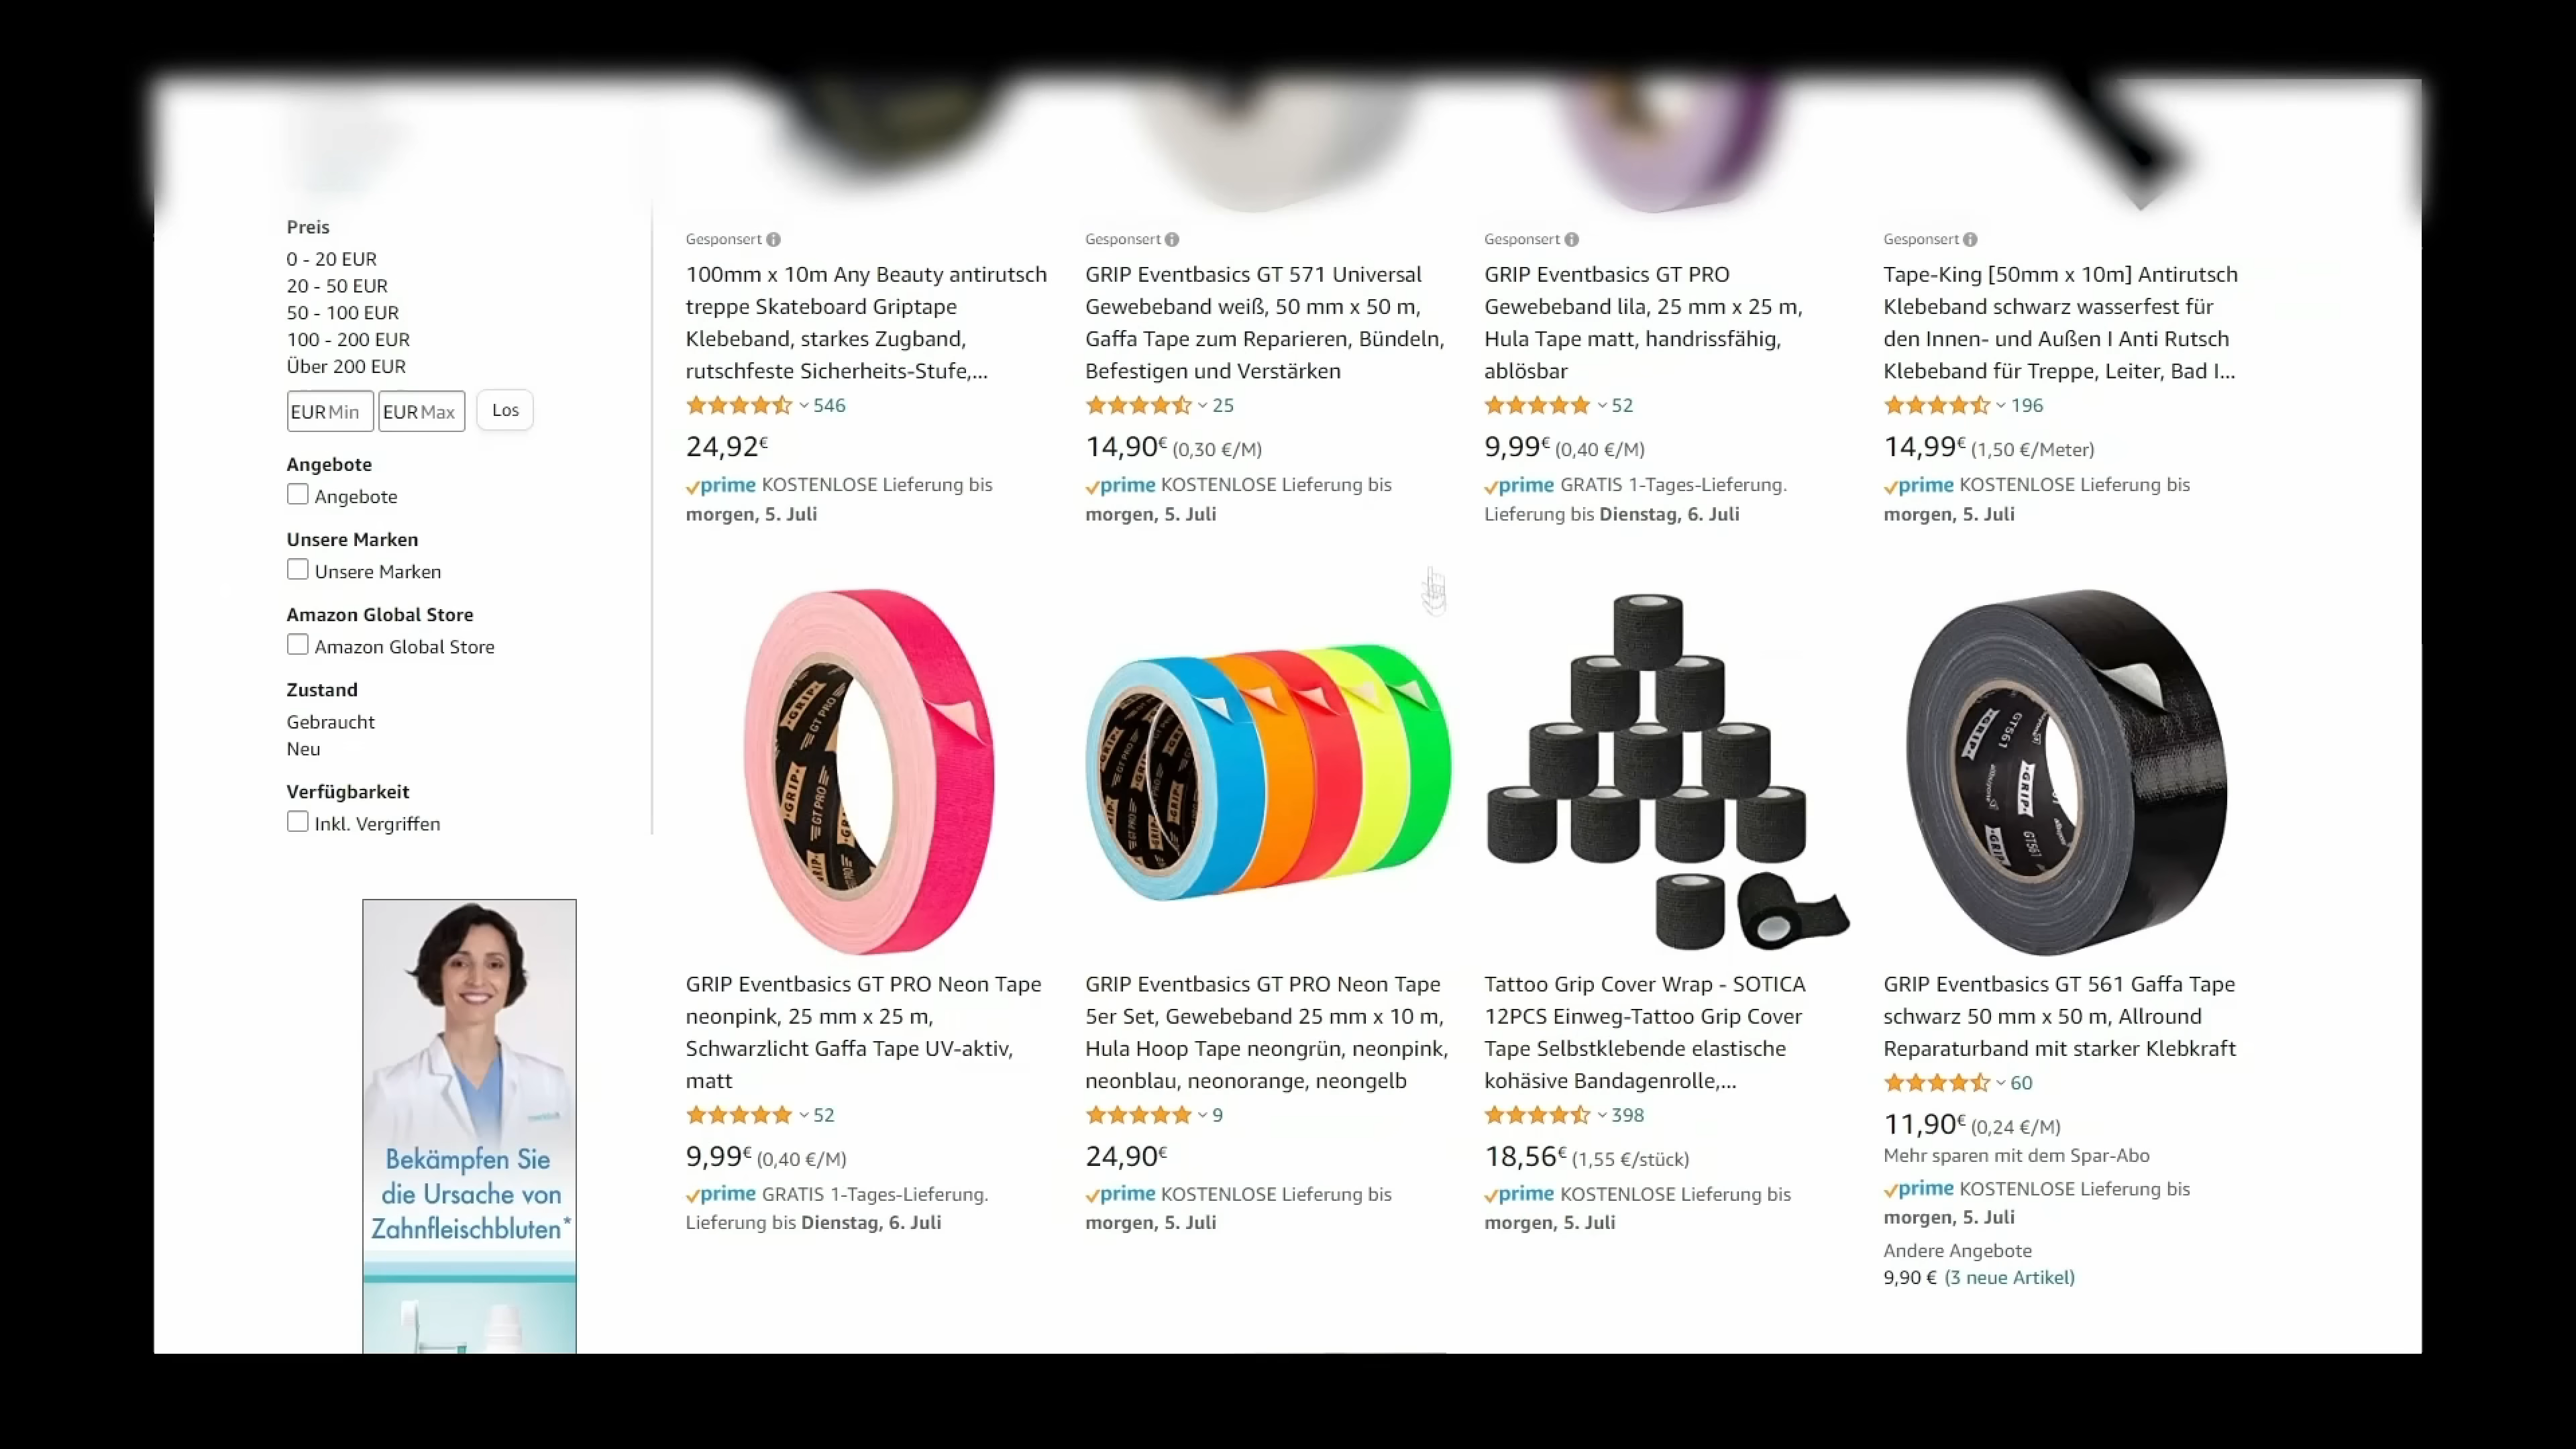 Preis
0 - 20 EUR
20 - 50 EUR
50 - 100 EUR
100 - 200 EUR
Über 200 EUR
EUR Min EUR Max Los
Angebote
Angebote
Unsere Marken
Unsere Marken
Amazon Global Store
Amazon Global Store
Zustand
Gebraucht
Neu
Verfügbarkeit
Inkl. Vergriffen
Bekämpfen Sie
die Ursache von
Zahnfleischbluten*
Gesponsert
100mm x 10m Any Beauty antirutsch
treppe Skateboard Griptape
Klebeband, starkes Zugband,
rutschfeste Sicherheits-Stufe,...
546
24,92€
prime KOSTENLOSE Lieferung bis
morgen, 5. Juli
Gesponsert
GRIP Eventbasics GT 571 Universal
Gewebeband weiß, 50 mm x 50 m,
Gaffa Tape zum Reparieren, Bündeln,
Befestigen und Verstärken
25
14,90€ (0,30 €/M)
prime KOSTENLOSE Lieferung bis
morgen, 5. Juli
Gesponsert
GRIP Eventbasics GT PRO
Gewebeband lila, 25 mm x 25 m,
Hula Tape matt, handrissfähig,
ablösbar
52
9,99€ (0,40 €/M)
prime GRATIS 1-Tages-Lieferung.
Lieferung bis Dienstag, 6. Juli
Gesponsert
Tape-King [50mm x 10m] Antirutsch
Klebeband schwarz wasserfest für
den Innen- und Außen I Anti Rutsch
Klebeband für Treppe, Leiter, Bad I...
196
14,99€ (1,50 €/Meter)
prime KOSTENLOSE Lieferung bis
morgen, 5. Juli
GRIP
GT PRO
GRIP
GT PRO
GRIP
GT PRO
GRIP
GT561
GRIP
GT561
GRIP
GRIP Eventbasics GT PRO Neon Tape
neonpink, 25 mm x 25 m,
Schwarzlicht Gaffa Tape UV-aktiv,
matt
52
9,99€ (0,40 €/M)
prime GRATIS 1-Tages-Lieferung.
Lieferung bis Dienstag, 6. Juli
GRIP Eventbasics GT PRO Neon Tape
5er Set, Gewebeband 25 mm x 10 m,
Hula Hoop Tape neongrün, neonpink,
neonblau, neonorange, neongelb
9
24,90€
prime KOSTENLOSE Lieferung bis
morgen, 5. Juli
Tattoo Grip Cover Wrap - SOTICA
12PCS Einweg-Tattoo Grip Cover
Tape Selbstklebende elastische
kohäsive Bandagenrolle,...
398
18,56€ (1,55 €/stück)
prime KOSTENLOSE Lieferung bis
morgen, 5. Juli
GRIP Eventbasics GT 561 Gaffa Tape
schwarz 50 mm x 50 m, Allround
Reparaturband mit starker Klebkraft
60
11,90€ (0,24 €/M)
Mehr sparen mit dem Spar-Abo
prime KOSTENLOSE Lieferung bis
morgen, 5. Juli
Andere Angebote
9,90 € (3 neue Artikel)